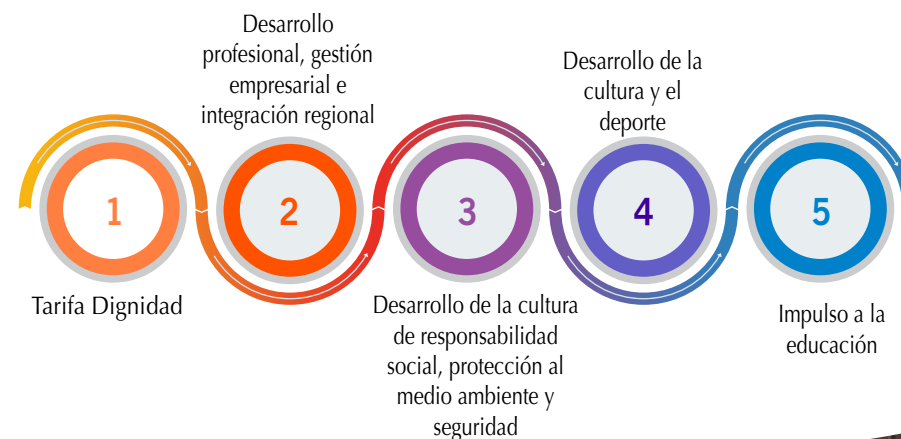 1
Tarifa Dignidad
Desarrollo
profesional, gestión
empresarial e
integración regional
2
3
Desarrollo de la cultura
de responsabilidad
social, protección al
medio ambiente y
seguridad
Desarrollo de la
cultura y el
deporte
4
5
Impulso a la
educación